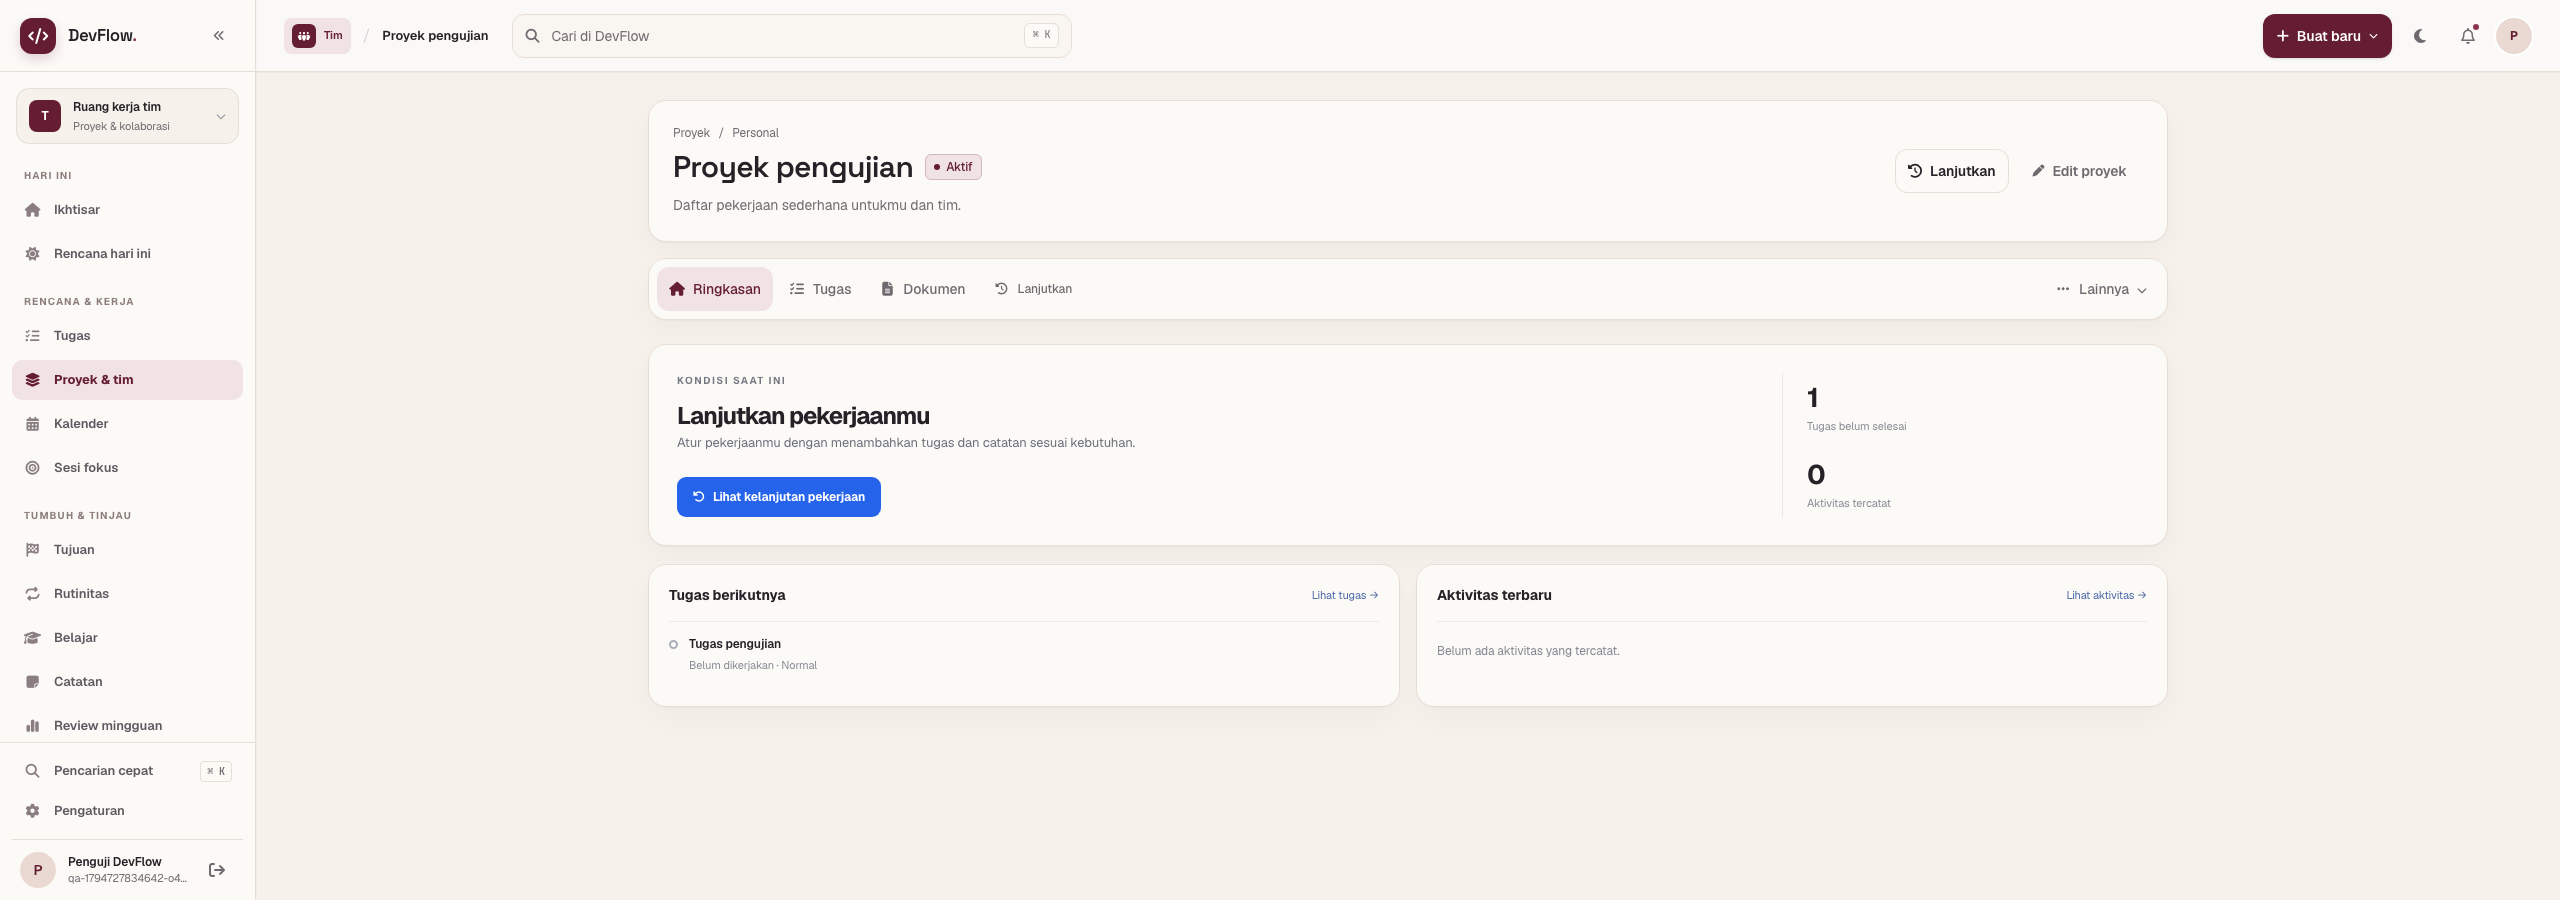 DevFlow.
Tim / Proyek pengujian
Cari di DevFlow
⌘ K
Buat baru
P
T
Ruang kerja tim
Proyek & kolaborasi
HARI INI
Ikhtisar
Rencana hari ini
RENCANA & KERJA
Tugas
Proyek & tim
Kalender
Sesi fokus
TUMBUH & TINJAU
Tujuan
Rutinitas
Belajar
Catatan
Review mingguan
Pencarian cepat
⌘ K
Pengaturan
P
Penguji DevFlow
qa-1794727834642-o4...
Proyek / Personal
Proyek pengujian
Aktif
Daftar pekerjaan sederhana untukmu dan tim.
Lanjutkan
Edit proyek
Ringkasan
Tugas
Dokumen
Lanjutkan
Lainnya
KONDISI SAAT INI
Lanjutkan pekerjaanmu
Atur pekerjaanmu dengan menambahkan tugas dan catatan sesuai kebutuhan.
Lihat kelanjutan pekerjaan
1
Tugas belum selesai
0
Aktivitas tercatat
Tugas berikutnya
Lihat tugas →
Tugas pengujian
Belum dikerjakan · Normal
Aktivitas terbaru
Lihat aktivitas →
Belum ada aktivitas yang tercatat.